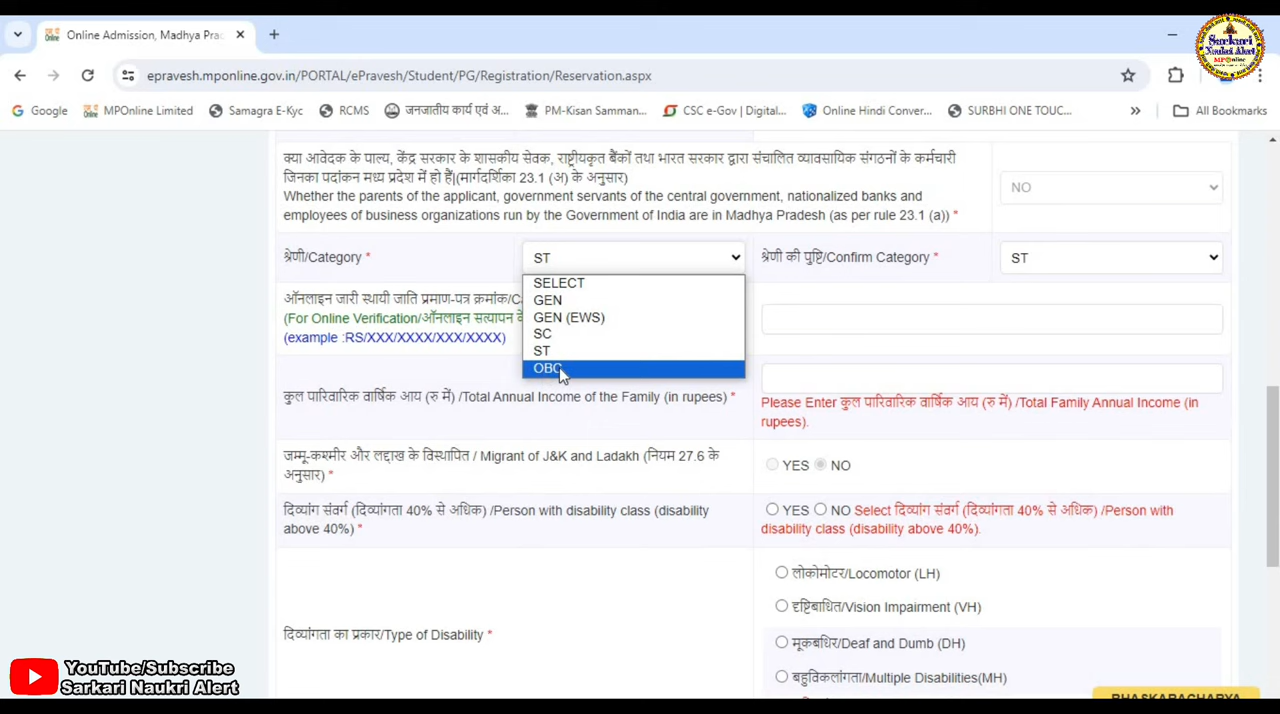 Online Admission, Madhya Pra
Sarkari
Naukri Alert
MPOnline
epravesh.mponline.gov.in/PORTAL/ePravesh/Student/PG/Registration/Reservation.aspx
Google MPOnline Limited Samagra E-Kyc RCMS जनजातीय कार्य एवं अ... PM-Kisan Samman... CSC e-Gov | Digital... Online Hindi Conver... SURBHI ONE TOUC... » All Bookmarks
क्या आवेदक के पाल्य, केंद्र सरकार के शासकीय सेवक, राष्ट्रीयकृत बैंकों तथा भारत सरकार द्वारा संचालित व्यावसायिक संगठनों के कर्मचारी
जिनका पदांकन मध्य प्रदेश में हो हैं|(मार्गदर्शिका 23.1 (अ) के अनुसार)
Whether the parents of the applicant, government servants of the central government, nationalized banks and
employees of business organizations run by the Government of India are in Madhya Pradesh (as per rule 23.1 (a)) *
NO
श्रेणी/Category *
ST
श्रेणी की पुष्टि/Confirm Category *
ST
SELECT
GEN
GEN (EWS)
SC
ST
OBC
ऑनलाइन जारी स्थायी जाति प्रमाण-पत्र क्रमांक/C
(For Online Verification/ऑनलाइन सत्यापन के
(example :RS/XXX/XXXX/XXX/XXXX)
कुल पारिवारिक वार्षिक आय (रु में) /Total Annual Income of the Family (in rupees) *
Please Enter कुल पारिवारिक वार्षिक आय (रु में) /Total Family Annual Income (in
rupees).
जम्मू-कश्मीर और लद्दाख के विस्थापित / Migrant of J&K and Ladakh (नियम 27.6 के
अनुसार) *
YES NO
दिव्यांग संवर्ग (दिव्यांगता 40% से अधिक) /Person with disability class (disability
above 40%) *
YES NO Select दिव्यांग संवर्ग (दिव्यांगता 40% से अधिक) /Person with
disability class (disability above 40%).
दिव्यांगता का प्रकार/Type of Disability *
लोकोमोटर/Locomotor (LH)
दृष्टिबाधित/Vision Impairment (VH)
मूकबधिर/Deaf and Dumb (DH)
बहुविकलांगता/Multiple Disabilities(MH)
BHASKARACHARYA
YouTube/Subscribe
Sarkari Naukri Alert